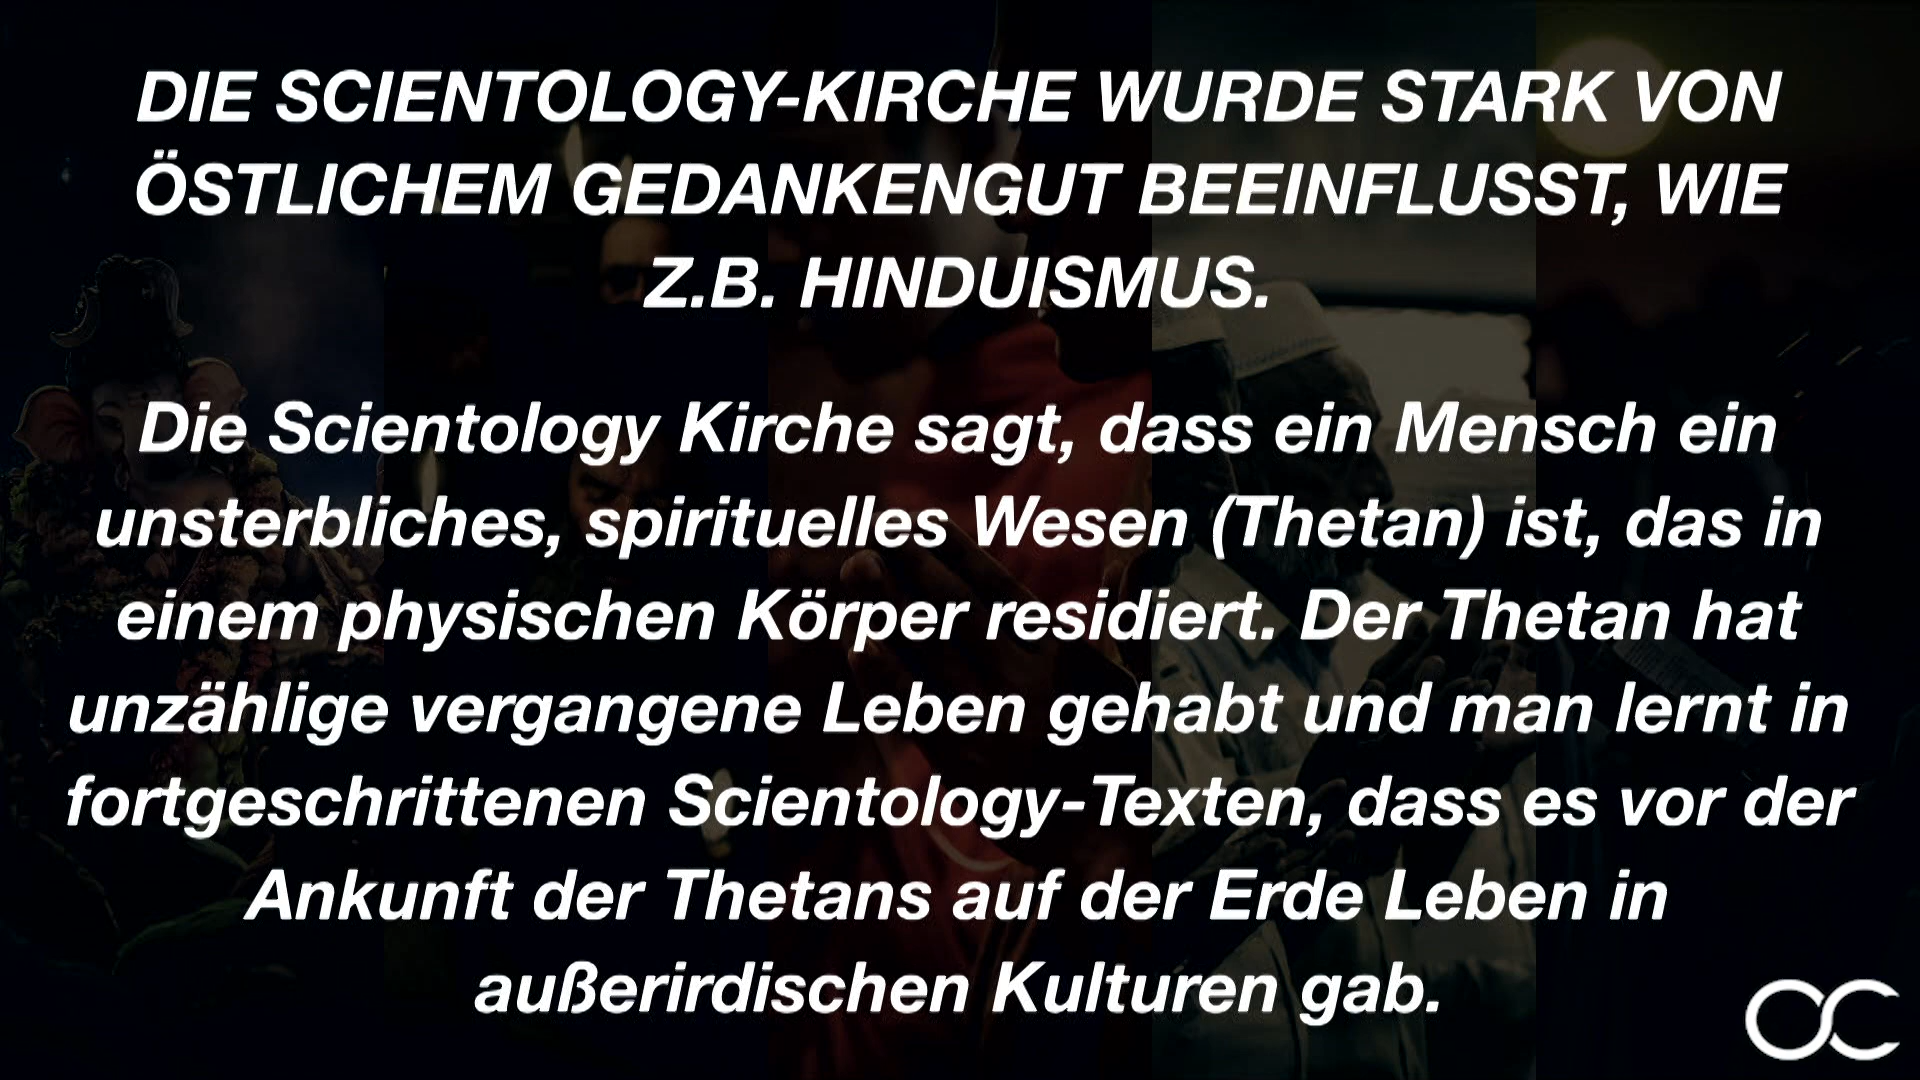 DIE SCIENTOLOGY-KIRCHE WURDE STARK VON
ÖSTLICHEM GEDANKENGUT BEEINFLUSST, WIE
Z.B. HINDUISMUS.
Die Scientology Kirche sagt, dass ein Mensch ein
unsterbliches, spirituelles Wesen (Thetan) ist, das in
einem physischen Körper residiert. Der Thetan hat
unzählige vergangene Leben gehabt und man lernt in
fortgeschrittenen Scientology-Texten, dass es vor der
Ankunft der Thetans auf der Erde Leben in
außerirdischen Kulturen gab.
OC